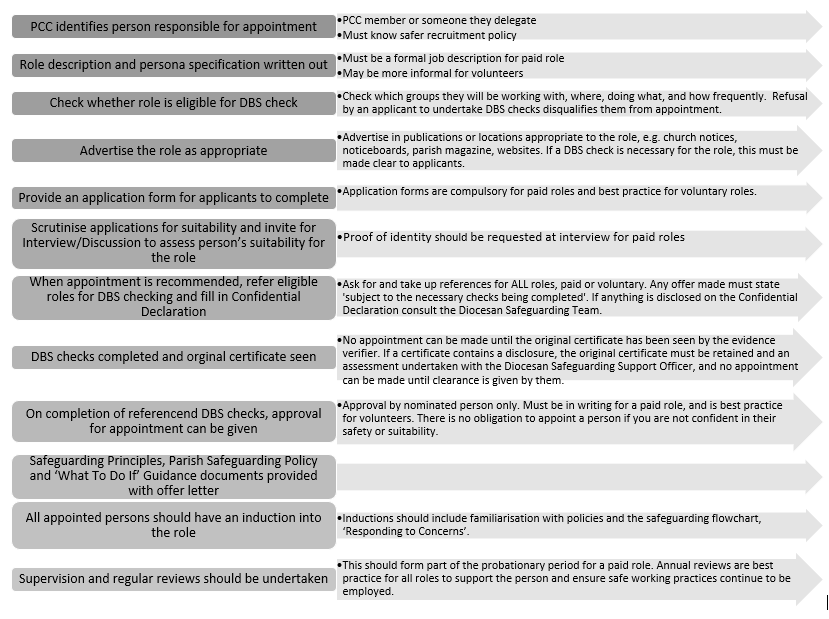 PCC identifies person responsible for appointment
•PCC member or someone they delegate
•Must know safer recruitment policy
Role description and persona specification written out
•Must be a formal job description for paid role
•May be more informal for volunteers
Check whether role is eligible for DBS check
•Check which groups they will be working with, where, doing what, and how frequently. Refusal
by an applicant to undertake DBS checks disqualifies them from appointment.
Advertise the role as appropriate
•Advertise in publications or locations appropriate to the role, e.g. church notices,
noticeboards, parish magazine, websites. If a DBS check is necessary for the role, this must be
made clear to applicants.
Provide an application form for applicants to complete
•Application forms are compulsory for paid roles and best practice for voluntary roles.
Scrutinise applications for suitability and invite for
Interview/Discussion to assess person's suitability for
the role
•Proof of identity should be requested at interview for paid roles
When appointment is recommended, refer eligible
roles for DBS checking and fill in Confidential
Declaration
•Ask for and take up references for ALL roles, paid or voluntary. Any offer made must state
'subject to the necessary checks being completed'. If anything is disclosed on the Confidential
Declaration consult the Diocesan Safeguarding Team.
DBS checks completed and orginal certificate seen
•No appointment can be made until the original certificate has been seen by the evidence
verifier. If a certificate contains a disclosure, the original certificate must be retained and an
assessment undertaken with the Diocesan Safeguarding Support Officer, and no appointment
can be made until clearance is given by them.
On completion of referencend DBS checks, approval
for appointment can be given
•Approval by nominated person only. Must be in writing for a paid role, and is best practice
for volunteers. There is no obligation to appoint a person if you are not confident in their
safety or suitability.
Safeguarding Principles, Parish Safeguarding Policy
and 'What To Do If' Guidance documents provided
with offer letter
All appointed persons should have an induction into
the role
•Inductions should include familiarisation with policies and the safeguarding flowchart,
'Responding to Concerns'.
Supervision and regular reviews should be undertaken
•This should form part of the probationary period for a paid role. Annual reviews are best
practice for all roles to support the person and ensure safe working practices continue to be
employed.